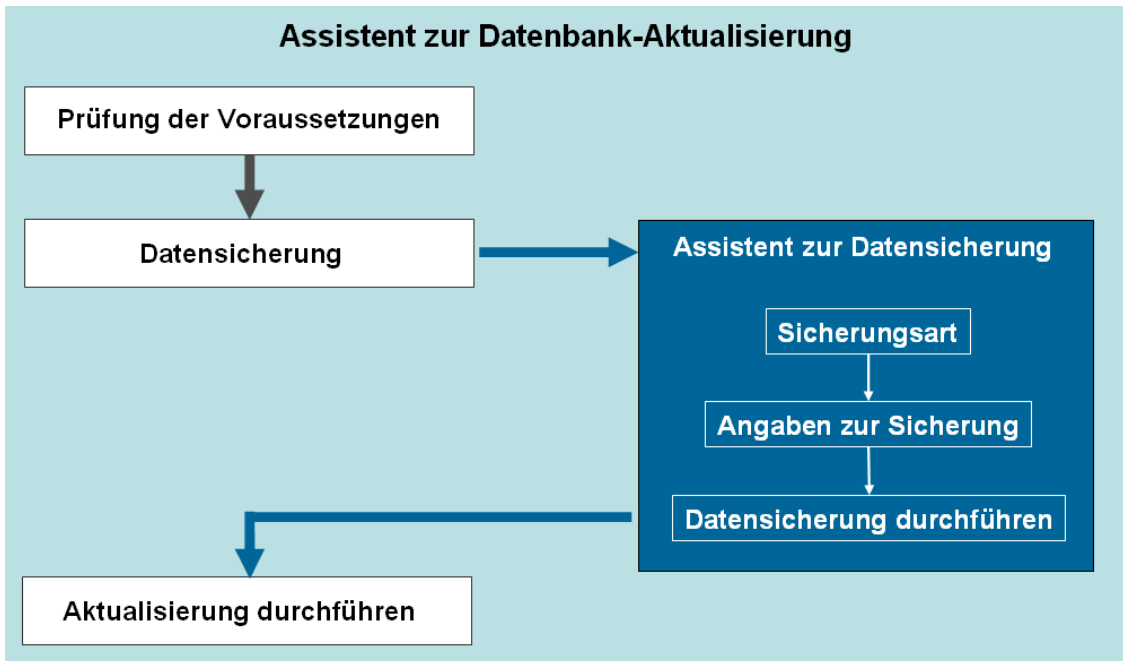 Assistent zur Datenbank-Aktualisierung
Prüfung der Voraussetzungen
Datensicherung
Assistent zur Datensicherung
Sicherungsart
Angaben zur Sicherung
Datensicherung durchführen
Aktualisierung durchführen